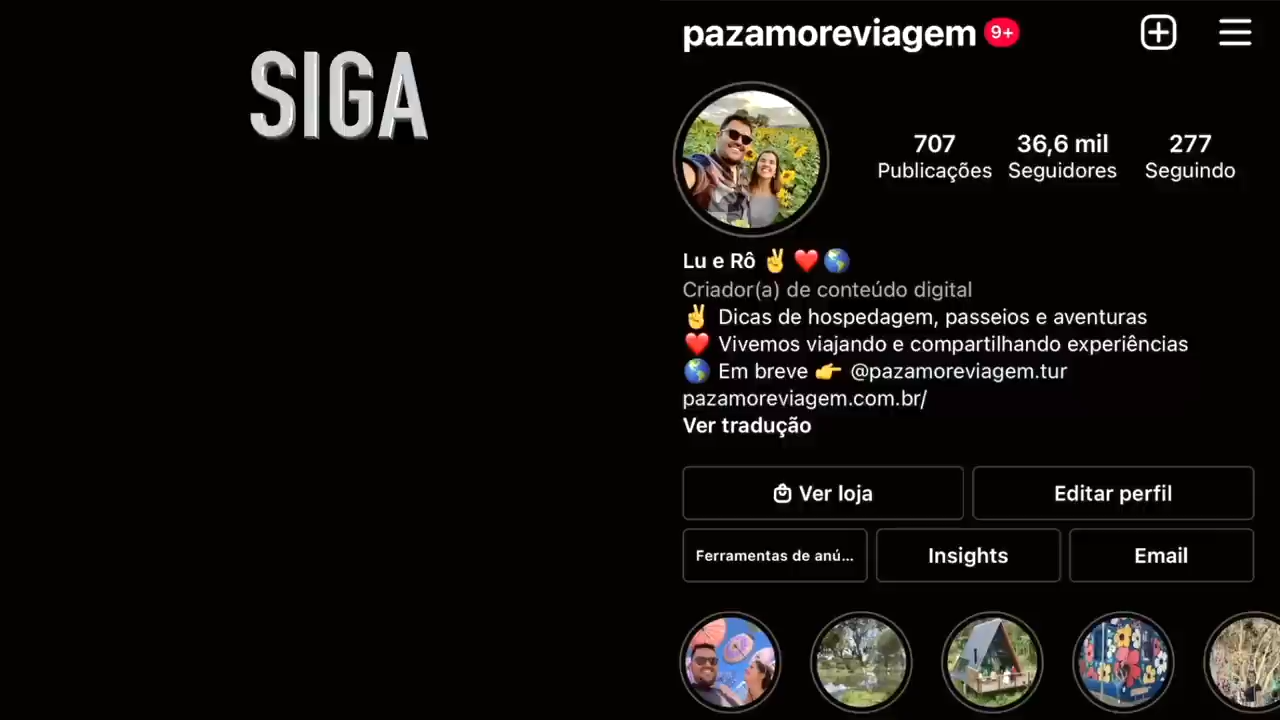 SIGA
pazamoreviagem 9+
707 36,6 mil 277
Publicações Seguidores Seguindo
Lu e Rô ✌️ ❤️ 🌎
Criador(a) de conteúdo digital
✌️ Dicas de hospedagem, passeios e aventuras
❤️ Vivemos viajando e compartilhando experiências
🌎 Em breve 👉 @pazamoreviagem.tur
pazamoreviagem.com.br/
Ver tradução
Ver loja Editar perfil
Ferramentas de anú... Insights Email